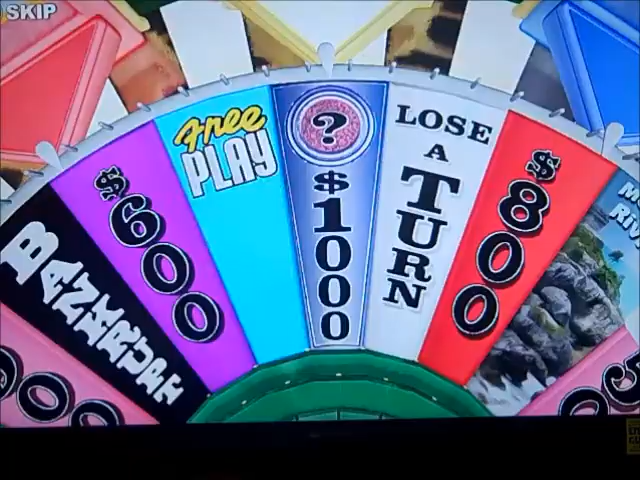 SKIP
BANKRUPT
$600
Free
PLAY
?
$1000
LOSE
A
TURN
$800